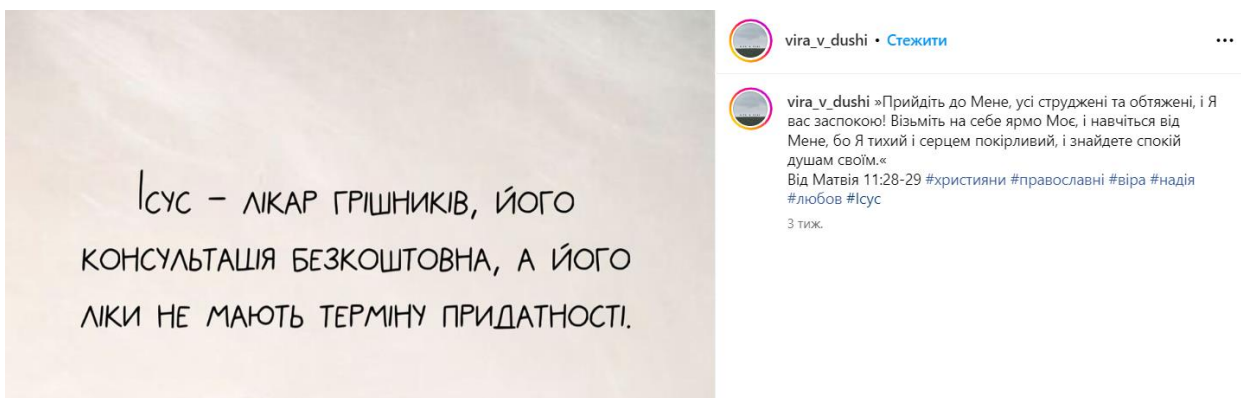 Ісус – лікар грішників, його
консультація безкоштовна, а його
ліки не мають терміну придатності.
vira_v_dushi • Стежити
vira_v_dushi »Прийдіть до Мене, усі струджені та обтяжені, і Я
вас заспокою! Візьміть на себе ярмо Моє, і навчіться від
Мене, бо Я тихий і серцем покірливий, і знайдете спокій
душам своїм.«
Від Матвія 11:28-29 #християни #православні #віра #надія
#любов #Ісус
3 тиж.